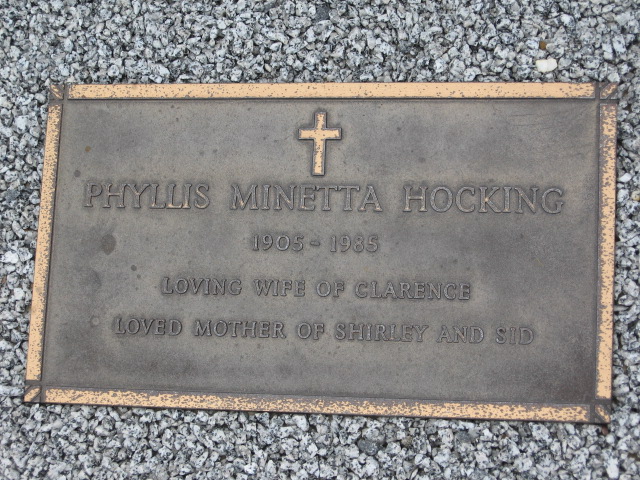 PHYLLIS MINETTA HOCKING
1905 - 1985
LOVING WIFE OF CLARENCE
LOVED MOTHER OF SHIRLEY AND SID